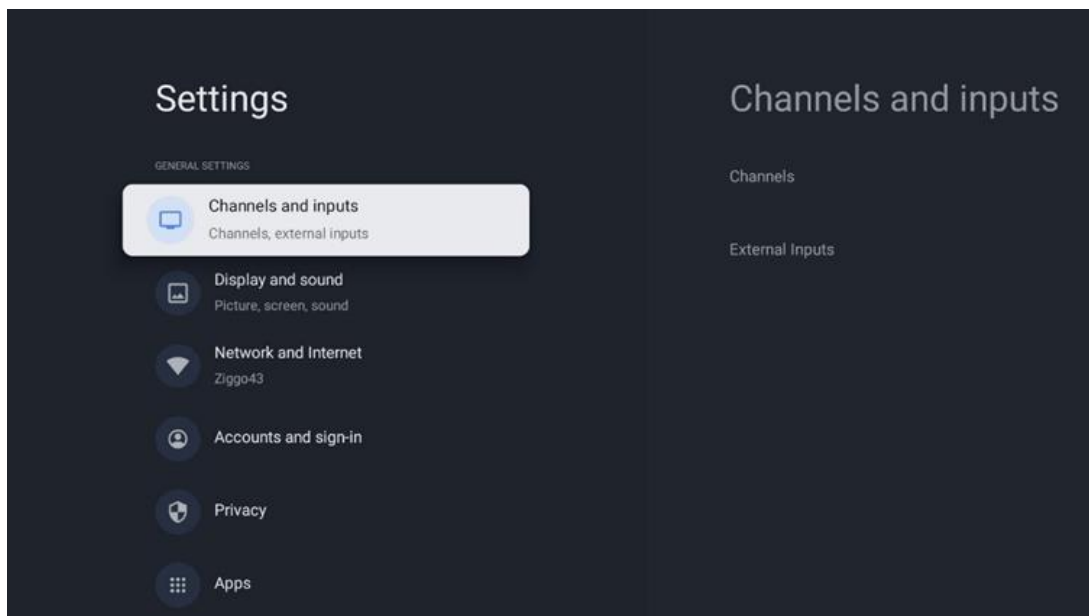 Settings
GENERAL SETTINGS
Channels and inputs
Channels, external inputs
Display and sound
Picture, screen, sound
Network and Internet
Ziggo43
Accounts and sign-in
Privacy
Apps
Channels and inputs
Channels
External Inputs